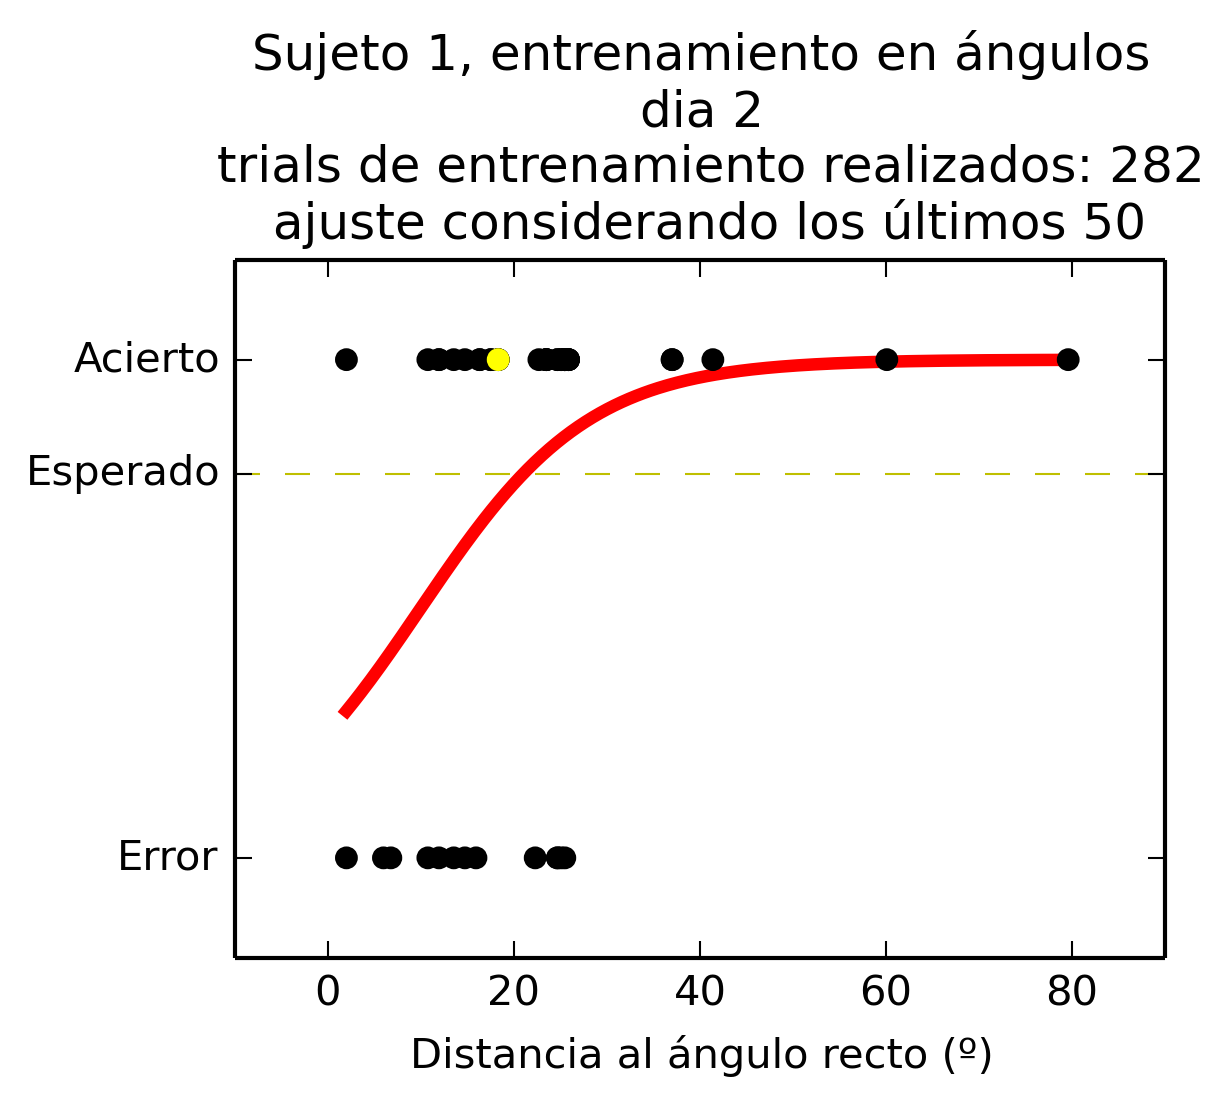 Sujeto 1, entrenamiento en ángulos
dia 2
trials de entrenamiento realizados: 282
ajuste considerando los últimos 50
Acierto
Esperado
Error
0 20 40 60 80
Distancia al ángulo recto (º)